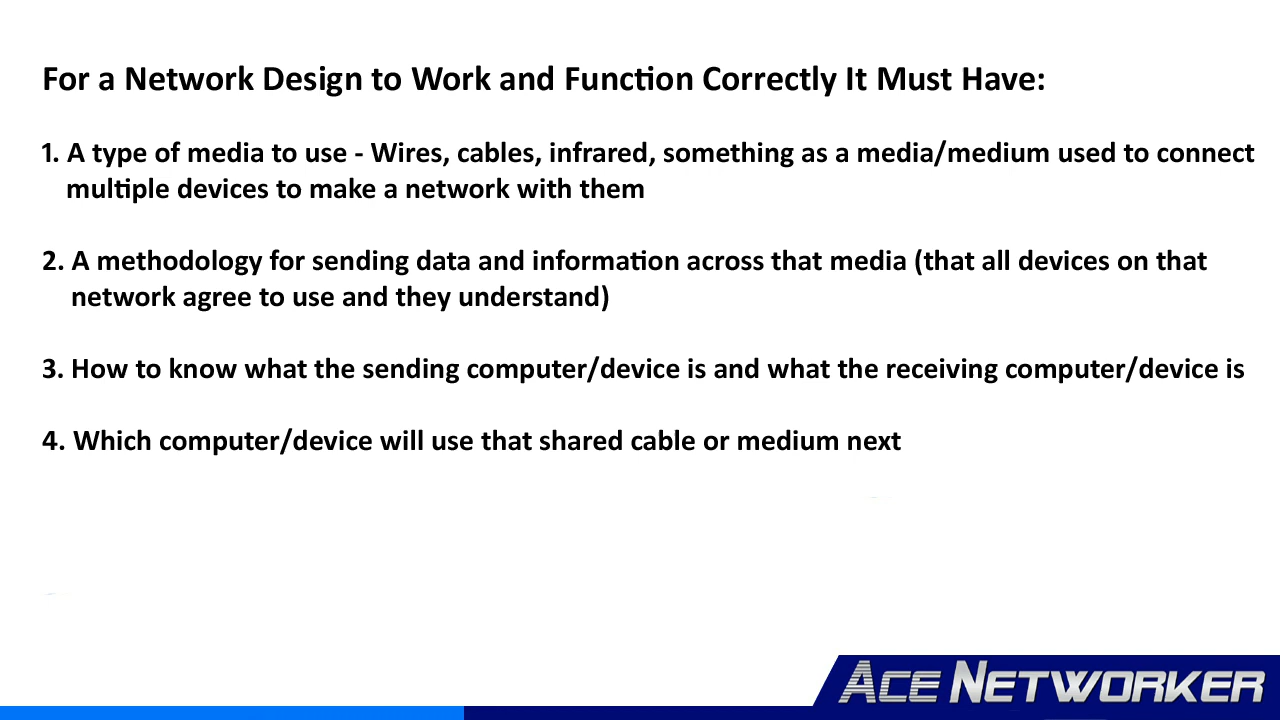 For a Network Design to Work and Function Correctly It Must Have:
1. A type of media to use - Wires, cables, infrared, something as a media/medium used to connect
multiple devices to make a network with them
2. A methodology for sending data and information across that media (that all devices on that
network agree to use and they understand)
3. How to know what the sending computer/device is and what the receiving computer/device is
4. Which computer/device will use that shared cable or medium next
ACE NETWORKER